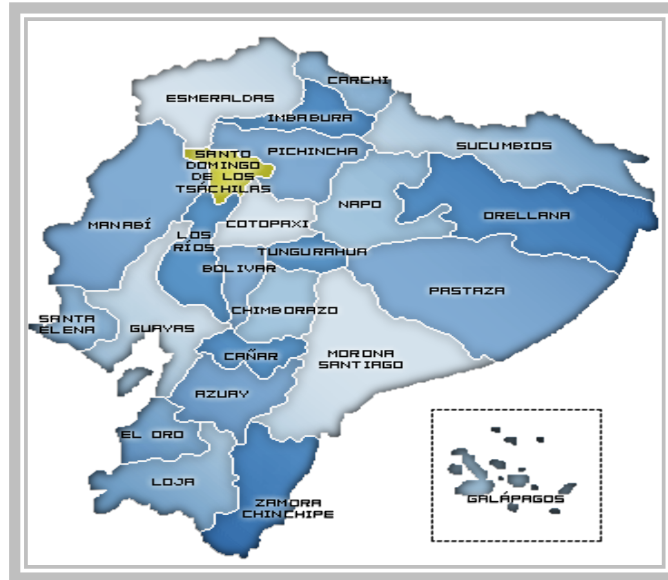 CARCHI
ESMERALDAS
IMBABURA
SUCUMBIOS
PICHINCHA
SANTO
DOMINGO
DE LOS
TSÁCHILAS
NAPO
ORELLANA
MANABÍ
COTOPAXI
LOS
RÍOS
TUNGURAHUA
BOLIVAR
PASTAZA
SANTA
ELENA
GUAYAS
CHIMBORAZO
CAÑAR
MORONA
SANTIAGO
AZUAY
EL ORO
LOJA
ZAMORA
CHINCHIPE
GALÁPAGOS